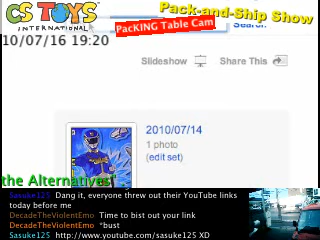 CS TOYS
INTERNATIONAL
Pack-and-Ship Show
PacKING Table Cam
Search
10/07/16 19:20
Slideshow
Share This
2010/07/14
1 photo
(edit set)
the Alternatives"
Sasuke125 Dang it, everyone threw out their YouTube links
today before me
DecadeTheViolentEmo Time to bist out your link
DecadeTheViolentEmo *bust
Sasuke125 http://www.youtube.com/sasuke125 XD